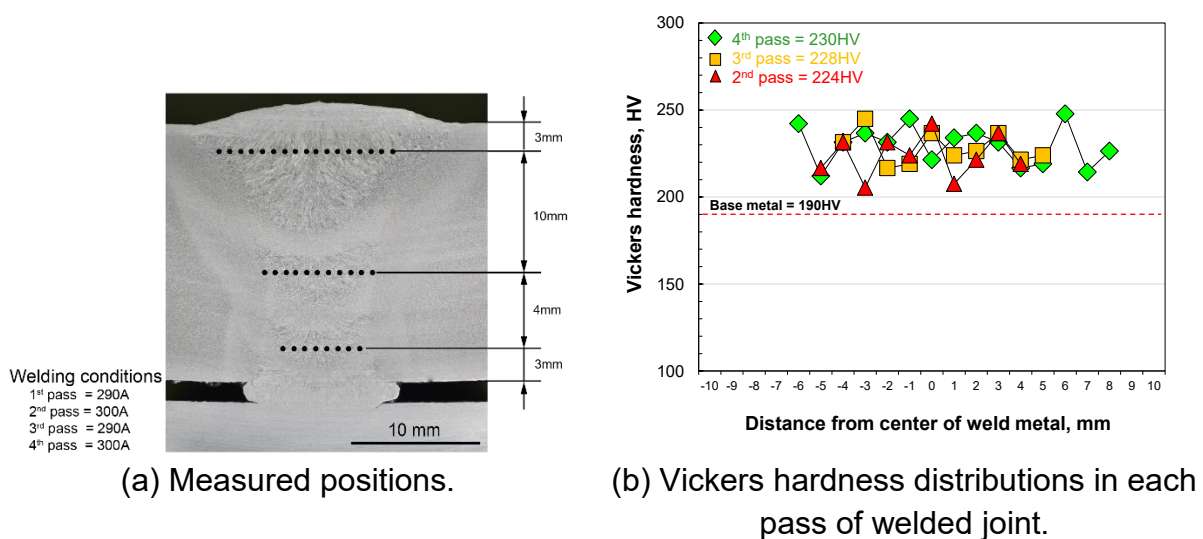 3mm
10mm
4mm
3mm
Welding conditions
1st pass = 290A
2nd pass = 300A
3rd pass = 290A
4th pass = 300A
10 mm
(a) Measured positions.
300
250
200
150
100
Vickers hardness, HV
4th pass = 230HV
3rd pass = 228HV
2nd pass = 224HV
Base metal = 190HV
-10 -9 -8 -7 -6 -5 -4 -3 -2 -1 0 1 2 3 4 5 6 7 8 9 10
Distance from center of weld metal, mm
(b) Vickers hardness distributions in each
pass of welded joint.